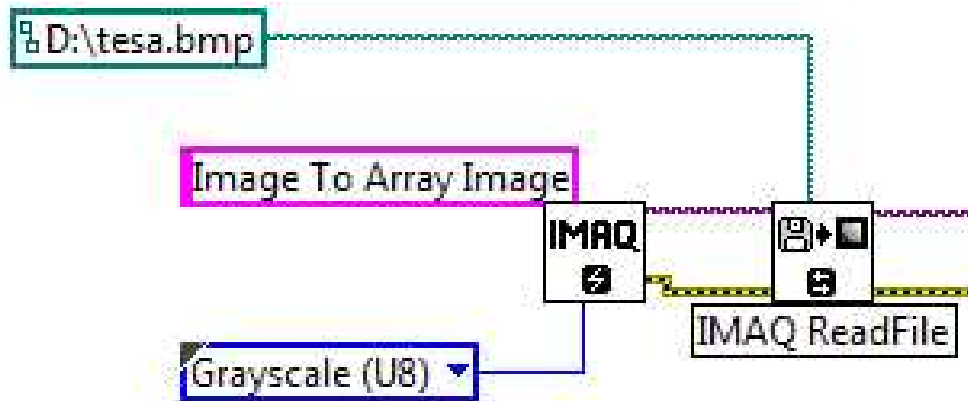 D:\tesa.bmp
Image To Array Image
IMAQ
IMAQ ReadFile
Grayscale (U8)